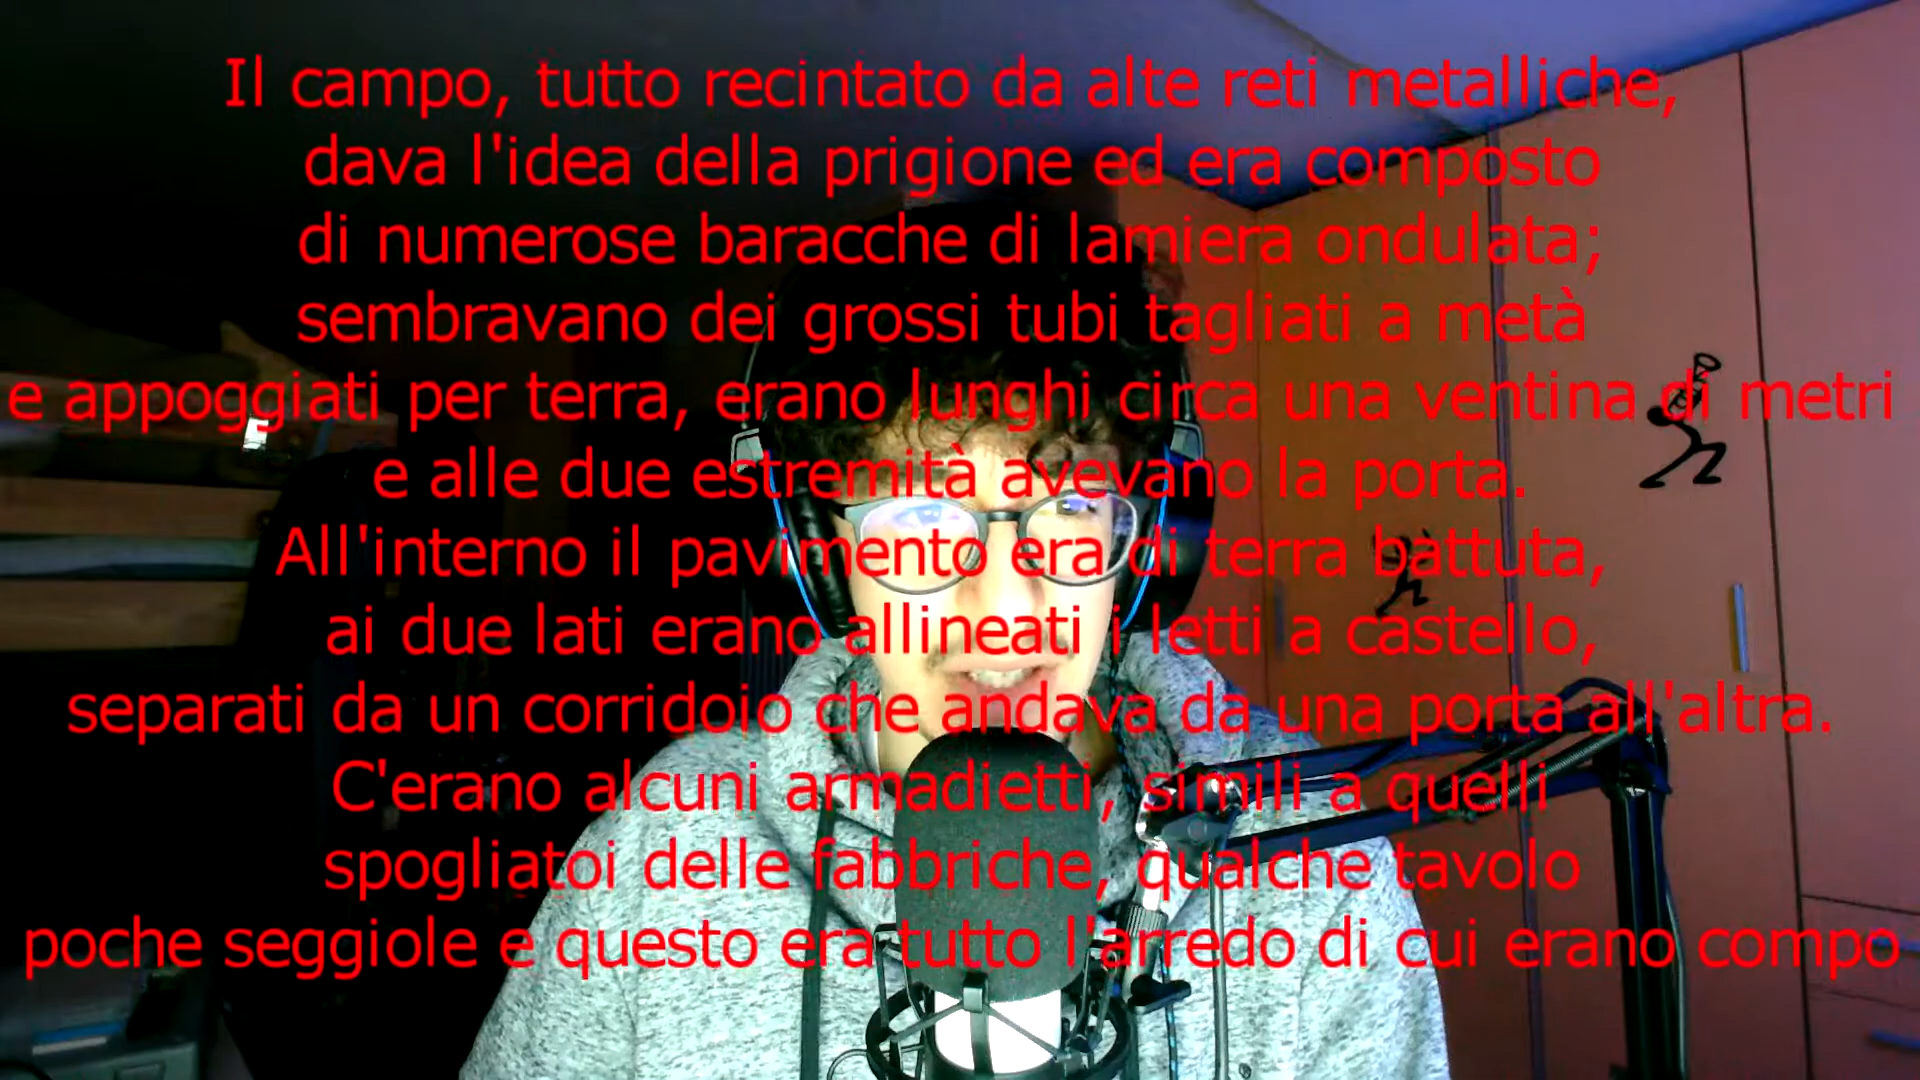 Il campo, tutto recintato da alte reti metalliche,
dava l'idea della prigione ed era composto
di numerose baracche di lamiera ondulata;
sembravano dei grossi tubi tagliati a metà
e appoggiati per terra, erano lunghi circa una ventina di metri
e alle due estremità avevano la porta.
All'interno il pavimento era di terra battuta,
ai due lati erano allineati i letti a castello,
separati da un corridoio che andava da una porta all'altra.
C'erano alcuni armadietti, simili a quelli
spogliatoi delle fabbriche, qualche tavolo
poche seggiole e questo era tutto l'arredo di cui erano compo